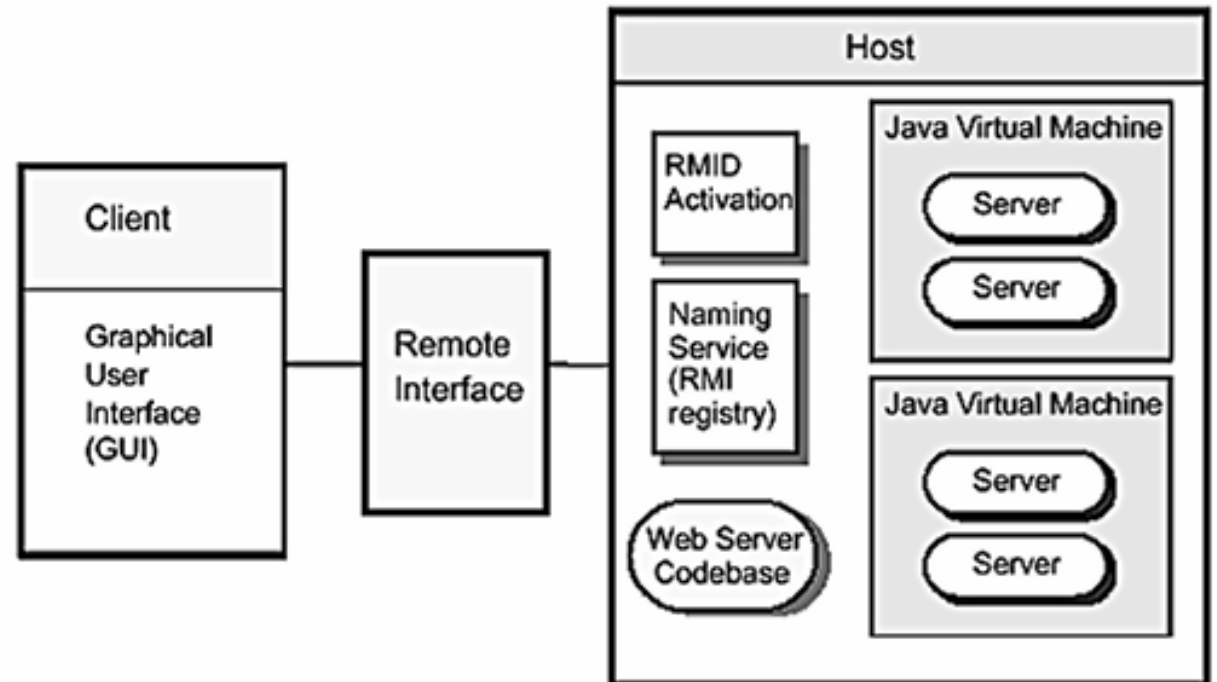 Client
Graphical
User
Interface
(GUI)
Remote
Interface
Host
RMID
Activation
Naming
Service
(RMI
registry)
Web Server
Codebase
Java Virtual Machine
Server
Server
Java Virtual Machine
Server
Server